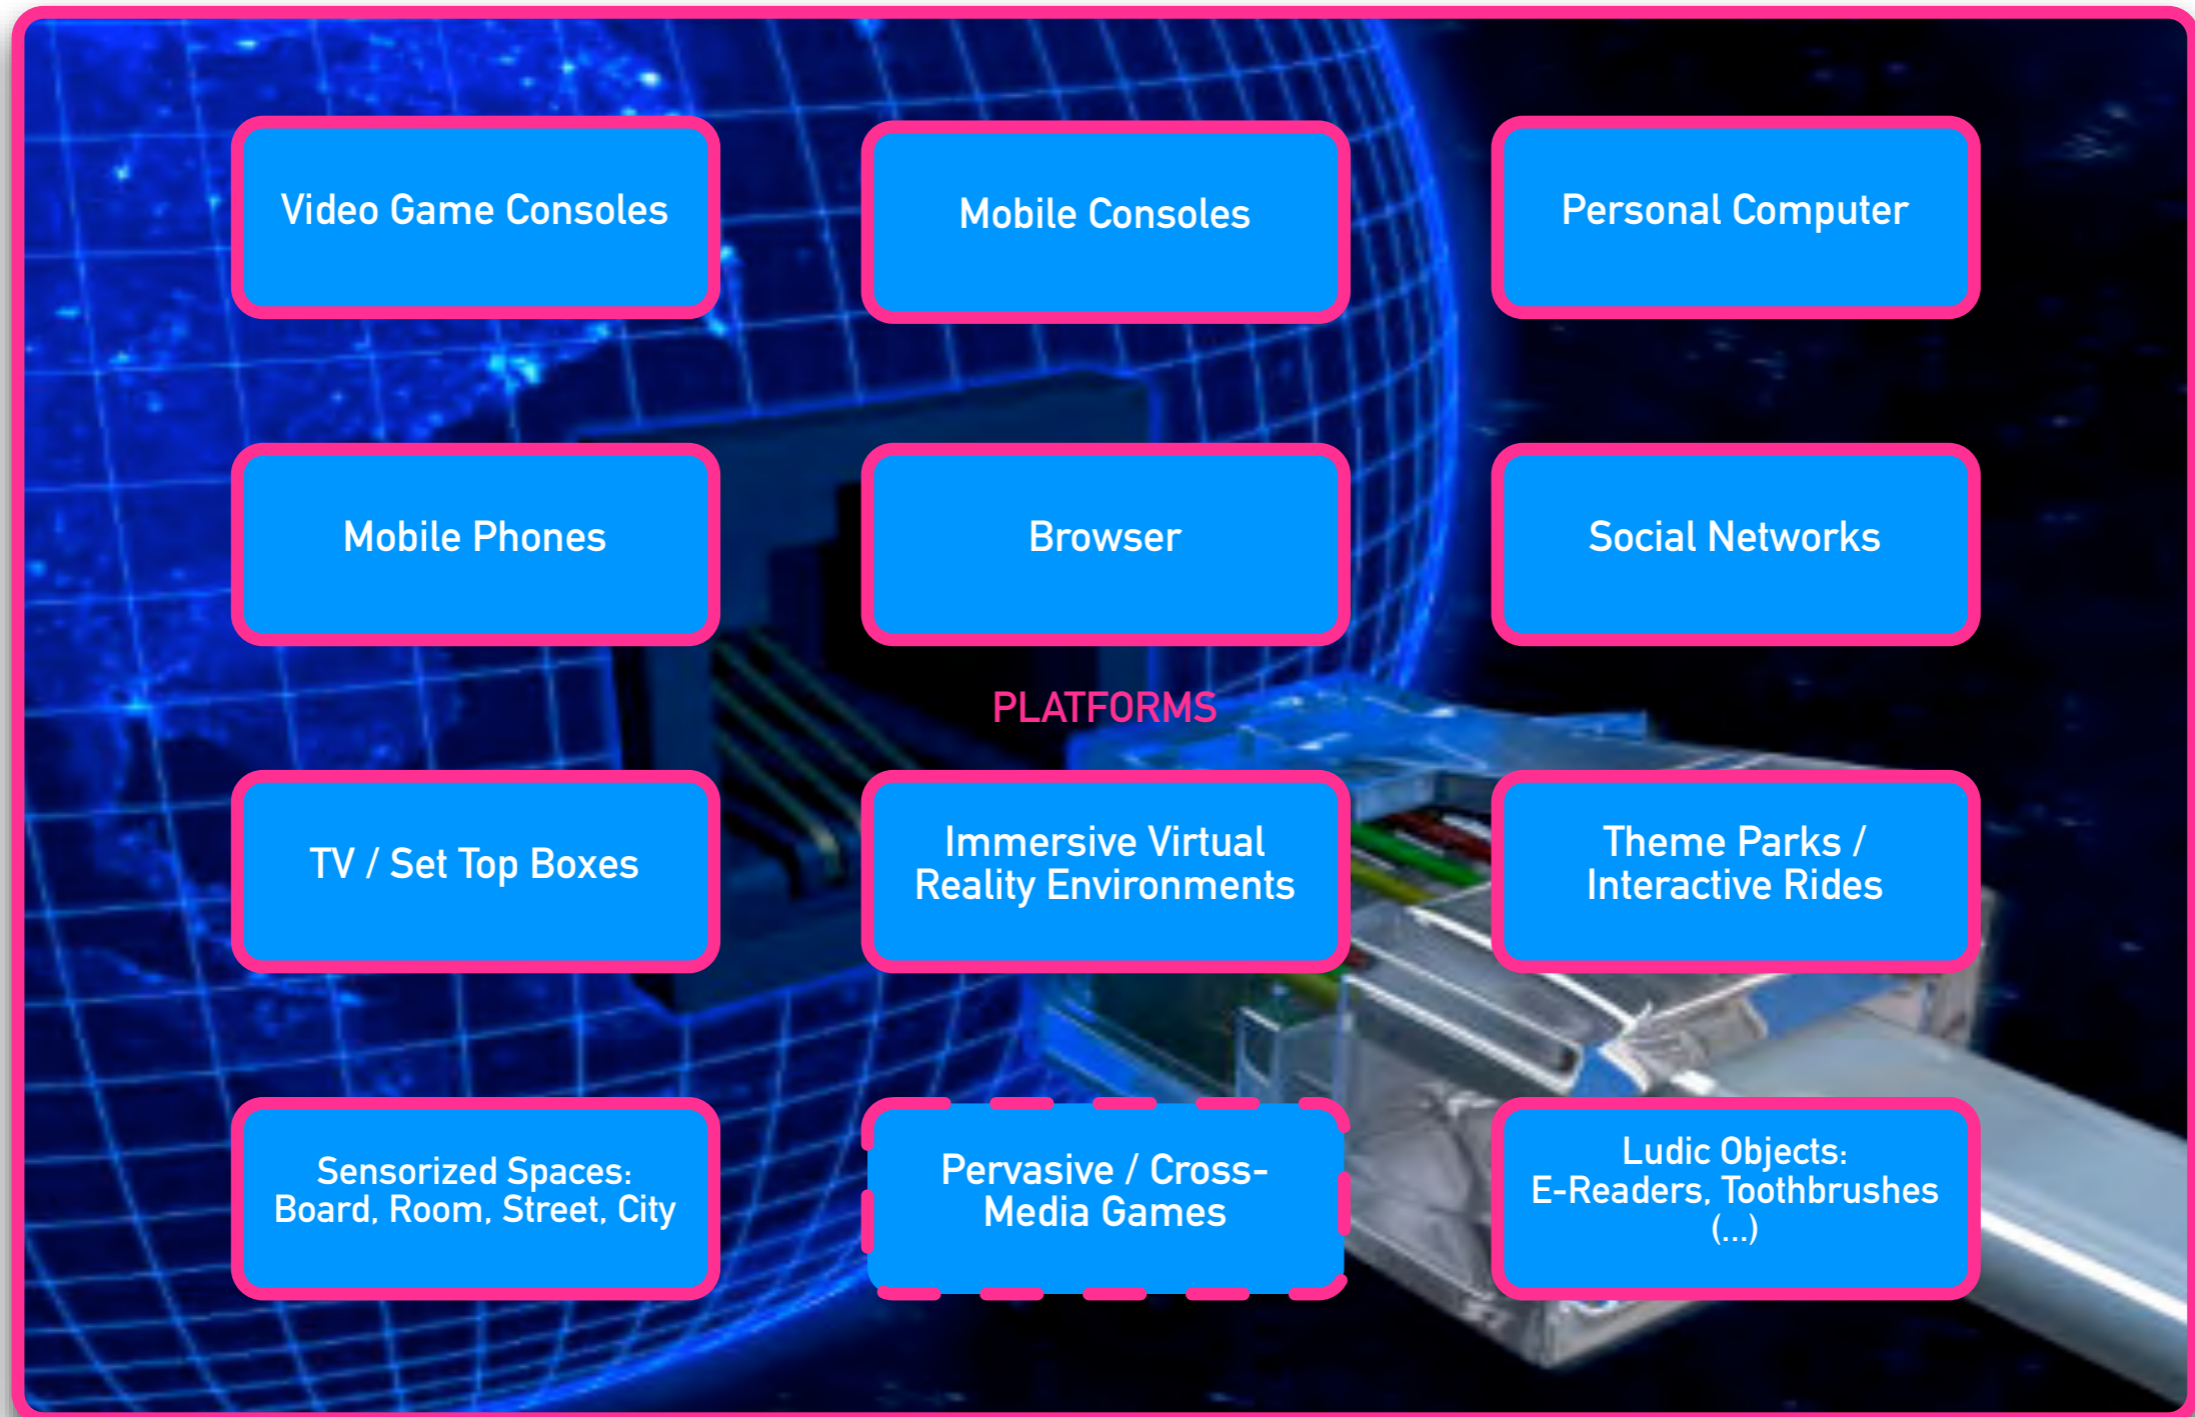 Video Game Consoles
Mobile Consoles
Personal Computer
Mobile Phones
Browser
Social Networks
PLATFORMS
TV / Set Top Boxes
Immersive Virtual
Reality Environments
Theme Parks /
Interactive Rides
Sensorized Spaces:
Board, Room, Street, City
Pervasive / Cross-
Media Games
Ludic Objects:
E-Readers, Toothbrushes
(...)